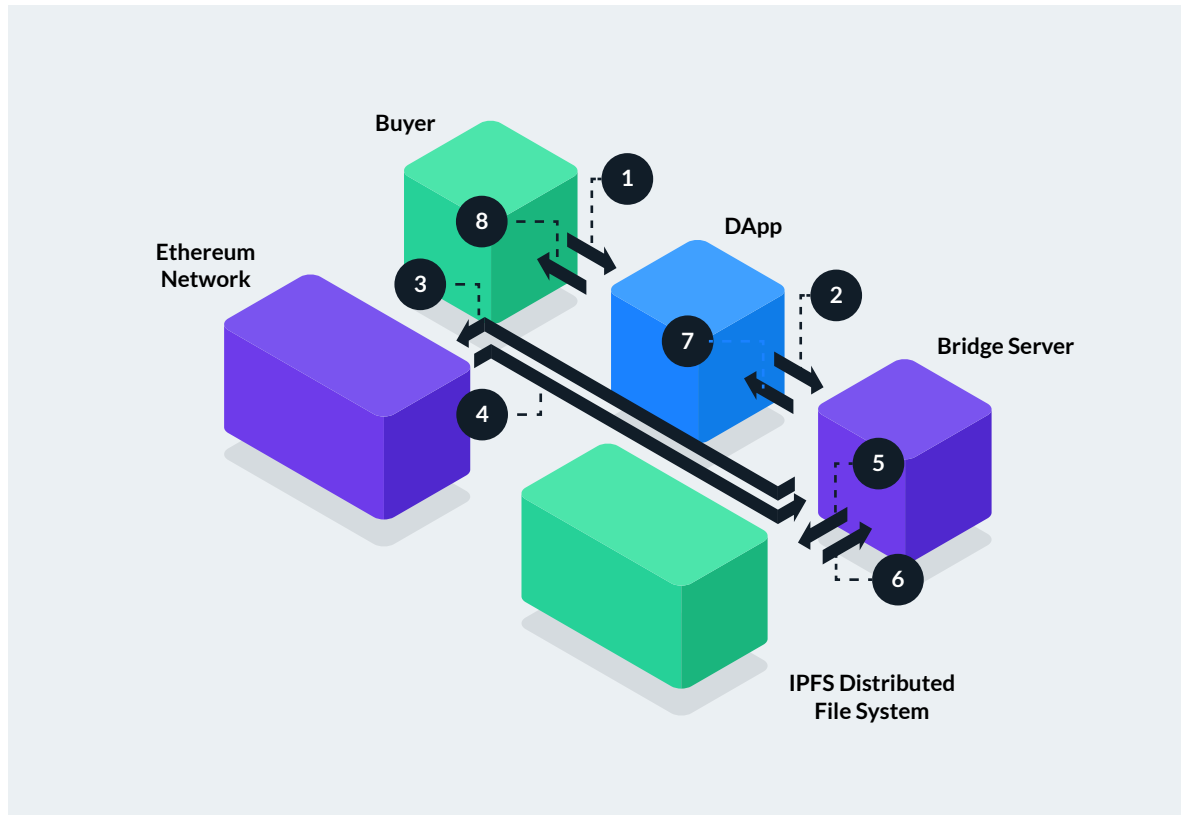 Buyer
1
8
DApp
Ethereum
Network
3
2
7
Bridge Server
4
5
6
IPFS Distributed
File System